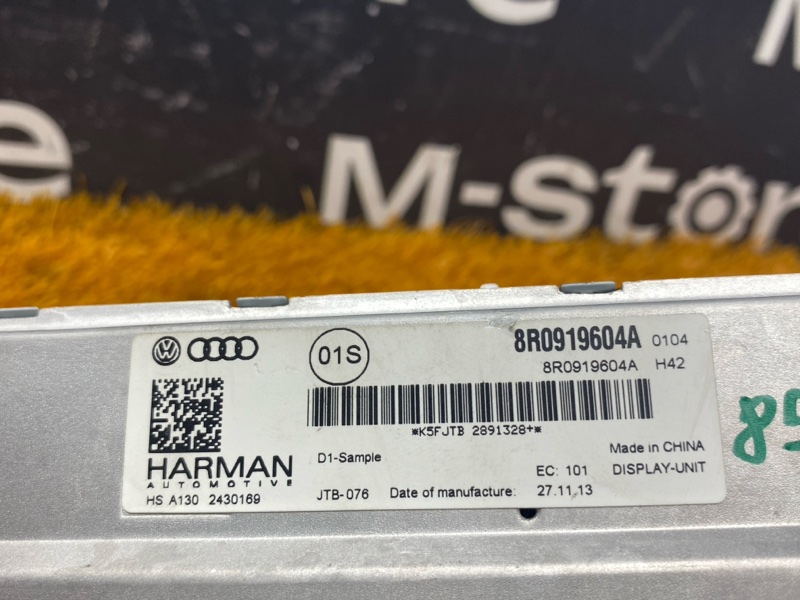 M-stor
01S
8R0919604A 0104
8R0919604A H42
*K5FJTB 2891328+*
HARMAN
AUTOMOTIVE
HS A130 2430169
D1-Sample
JTB-076 Date of manufacture:
EC: 101
27.11.13
Made in CHINA
DISPLAY-UNIT